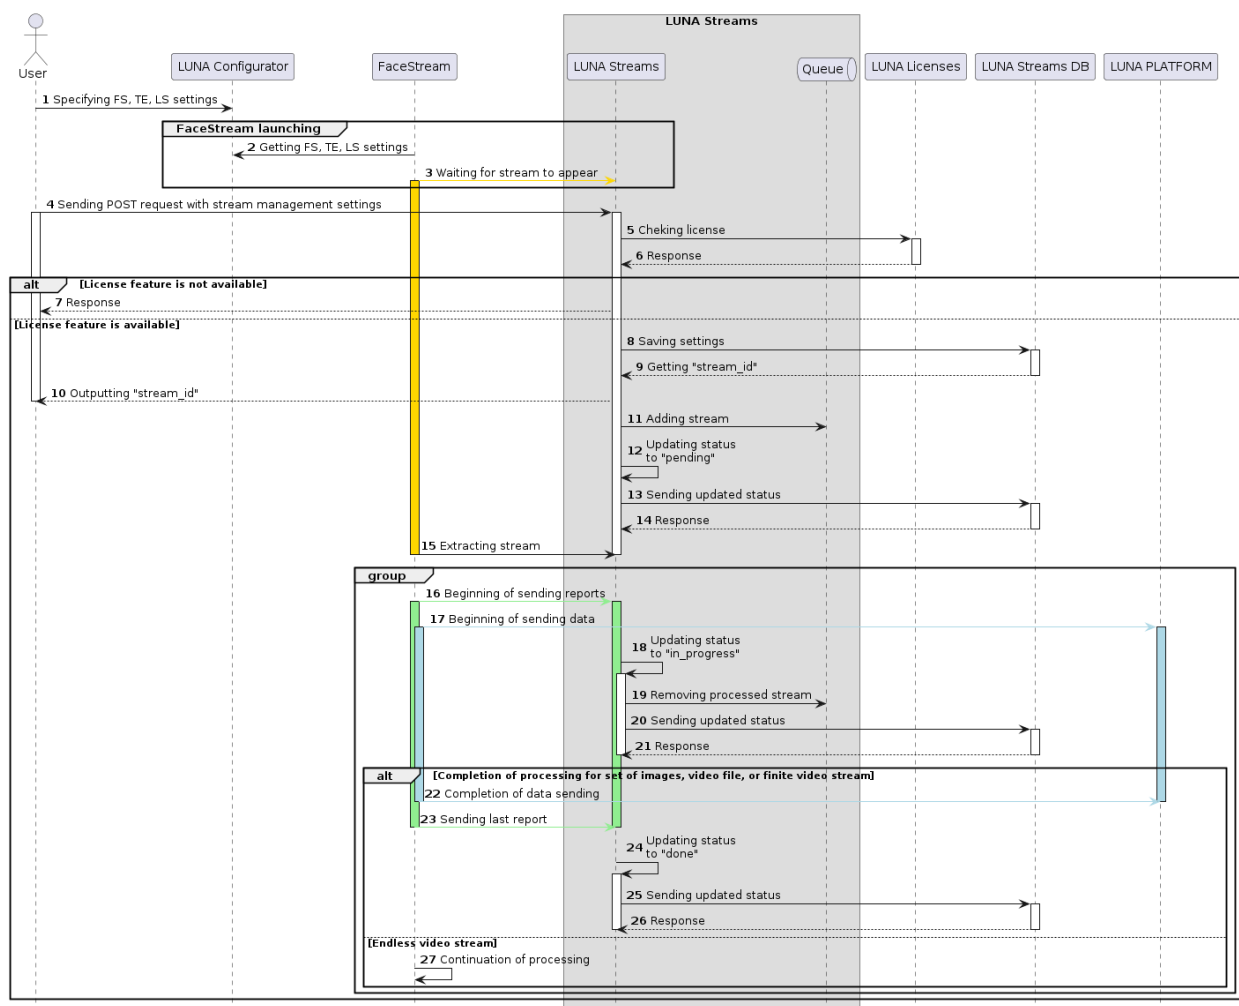 LUNA Streams
User
LUNA Configurator
FaceStream
LUNA Streams
Queue
LUNA Licenses
LUNA Streams DB
LUNA PLATFORM
1 Specifying FS, TE, LS settings
FaceStream launching
2 Getting FS, TE, LS settings
3 Waiting for stream to appear
4 Sending POST request with stream management settings
5 Cheking license
6 Response
alt [License feature is not available]
7 Response
[License feature is available]
8 Saving settings
9 Getting "stream_id"
10 Outputting "stream_id"
11 Adding stream
12 Updating status
to "pending"
13 Sending updated status
14 Response
15 Extracting stream
group
16 Beginning of sending reports
17 Beginning of sending data
18 Updating status
to "in_progress"
19 Removing processed stream
20 Sending updated status
21 Response
alt [Completion of processing for set of images, video file, or finite video stream]
22 Completion of data sending
23 Sending last report
24 Updating status
to "done"
25 Sending updated status
26 Response
[Endless video stream]
27 Continuation of processing